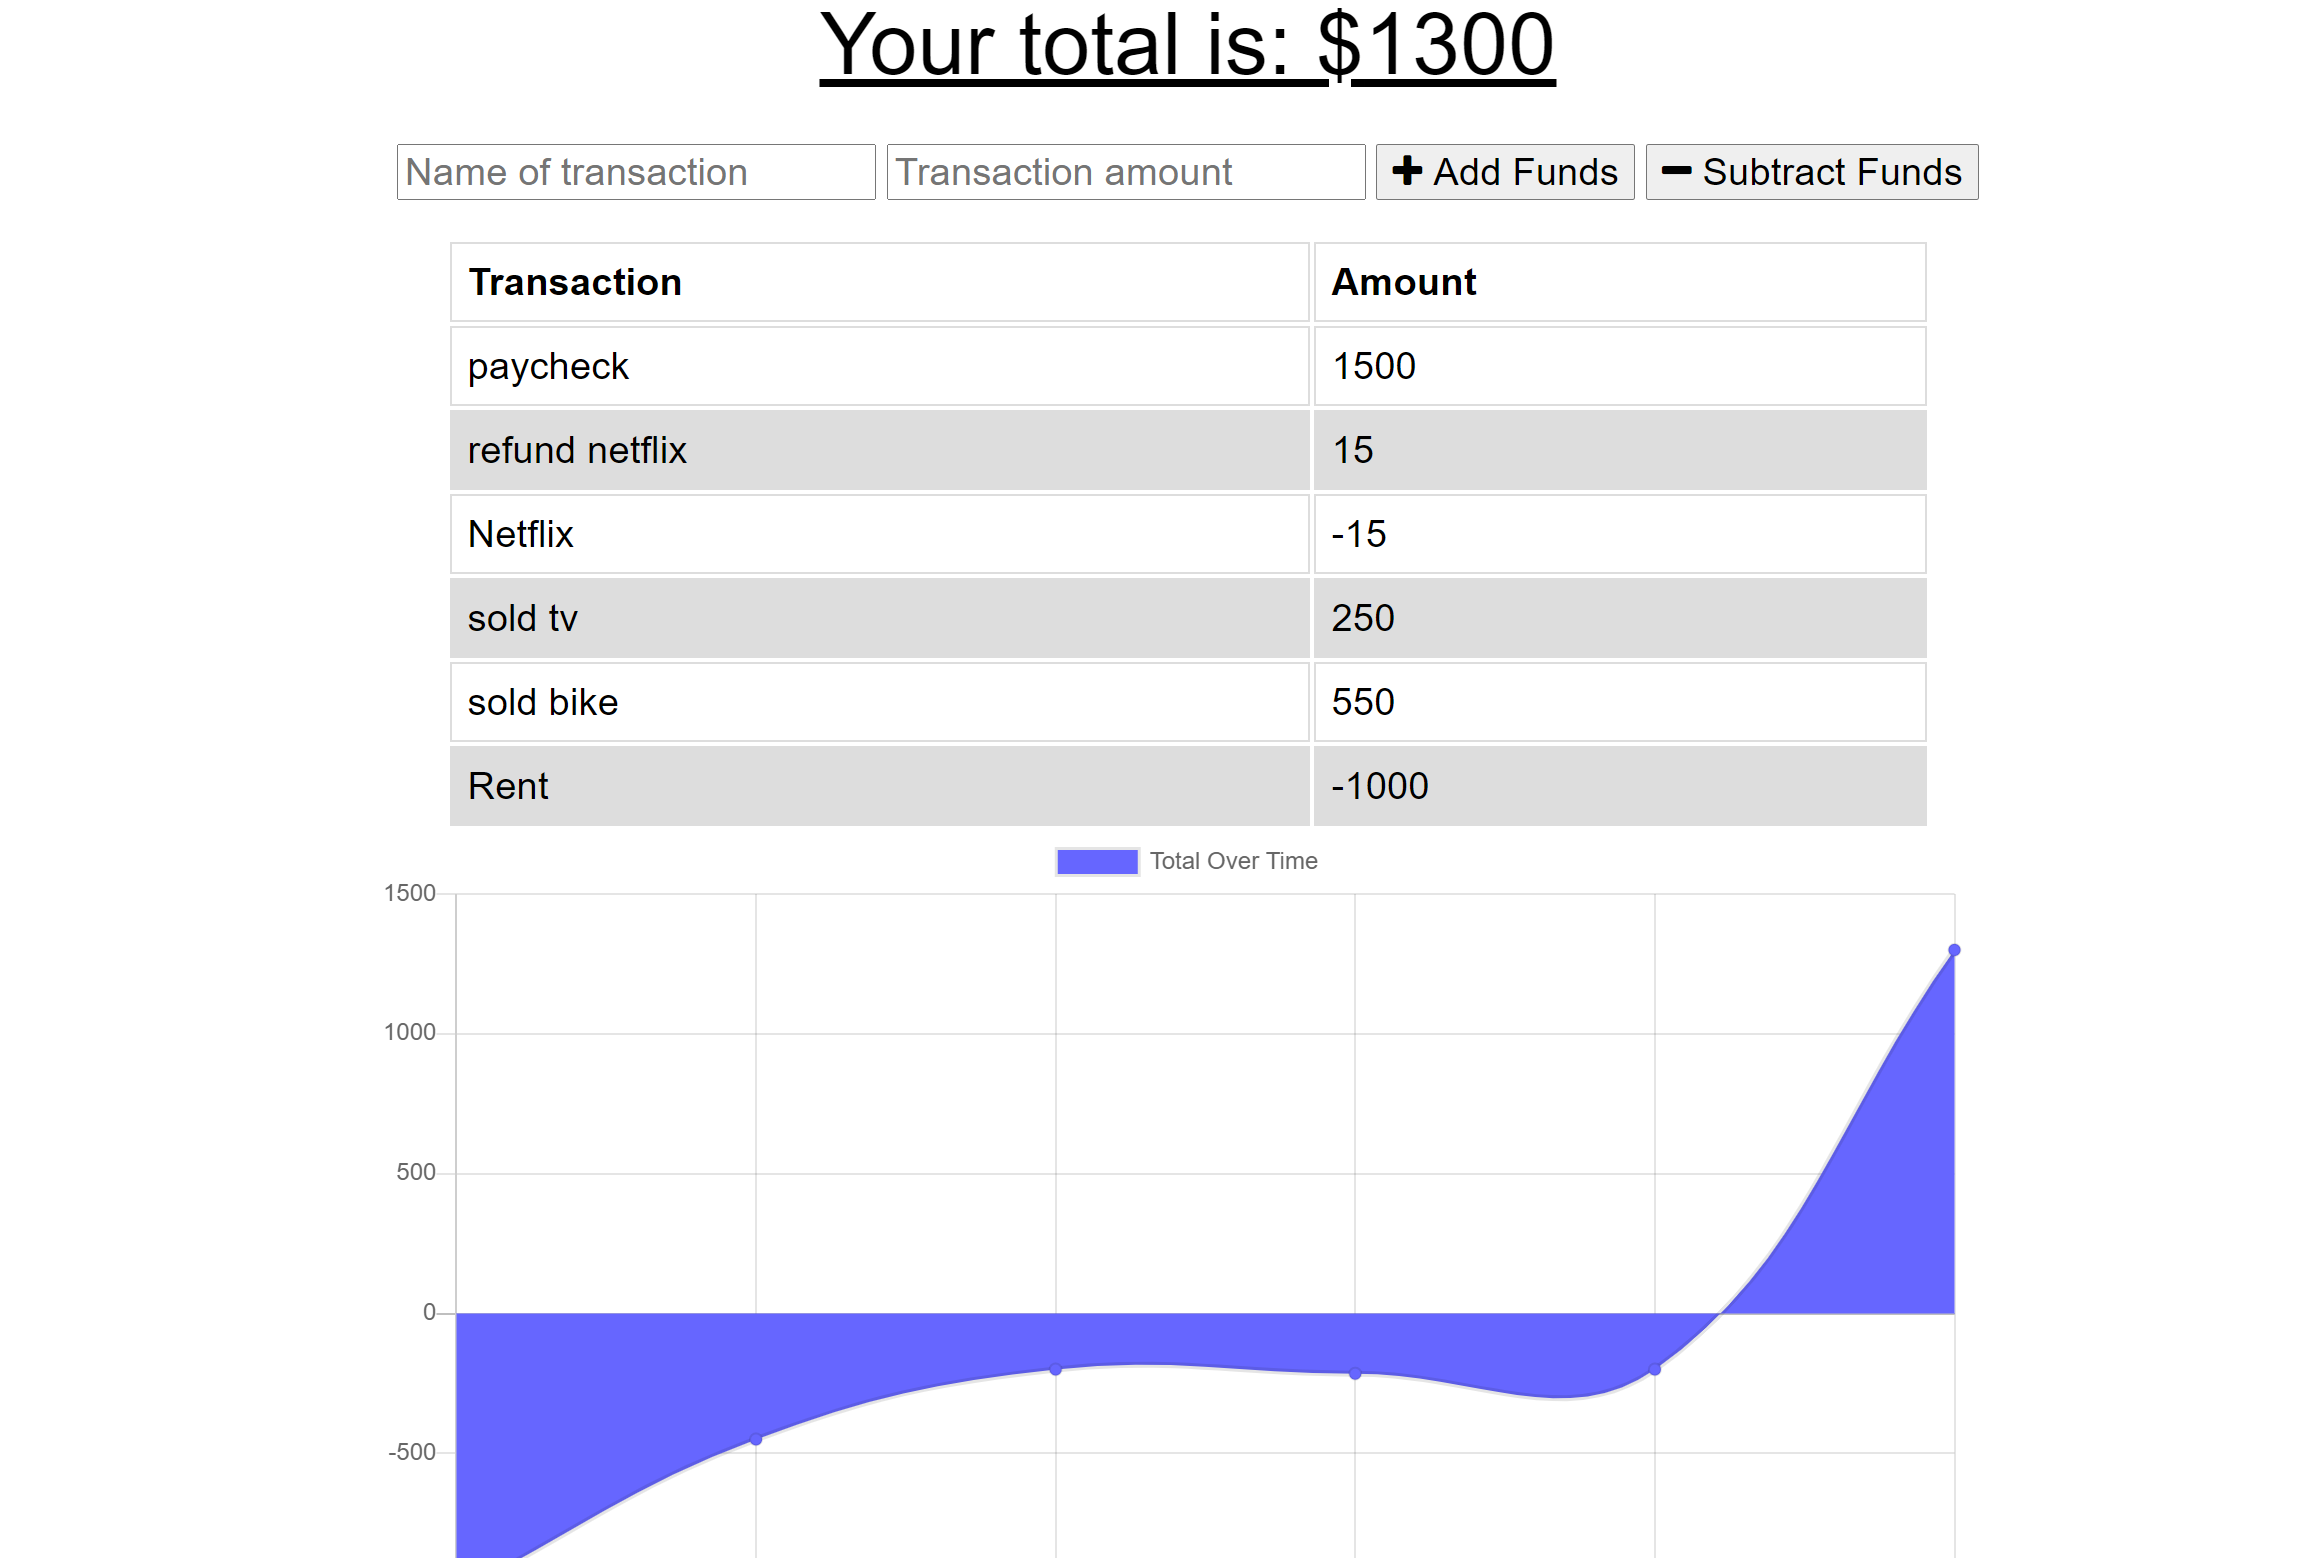 Your total is: $1300
Name of transaction Transaction amount Add Funds Subtract Funds
Transaction Amount
paycheck 1500
refund netflix 15
Netflix -15
sold tv 250
sold bike 550
Rent -1000
Total Over Time
1500
1000
500
0
-500